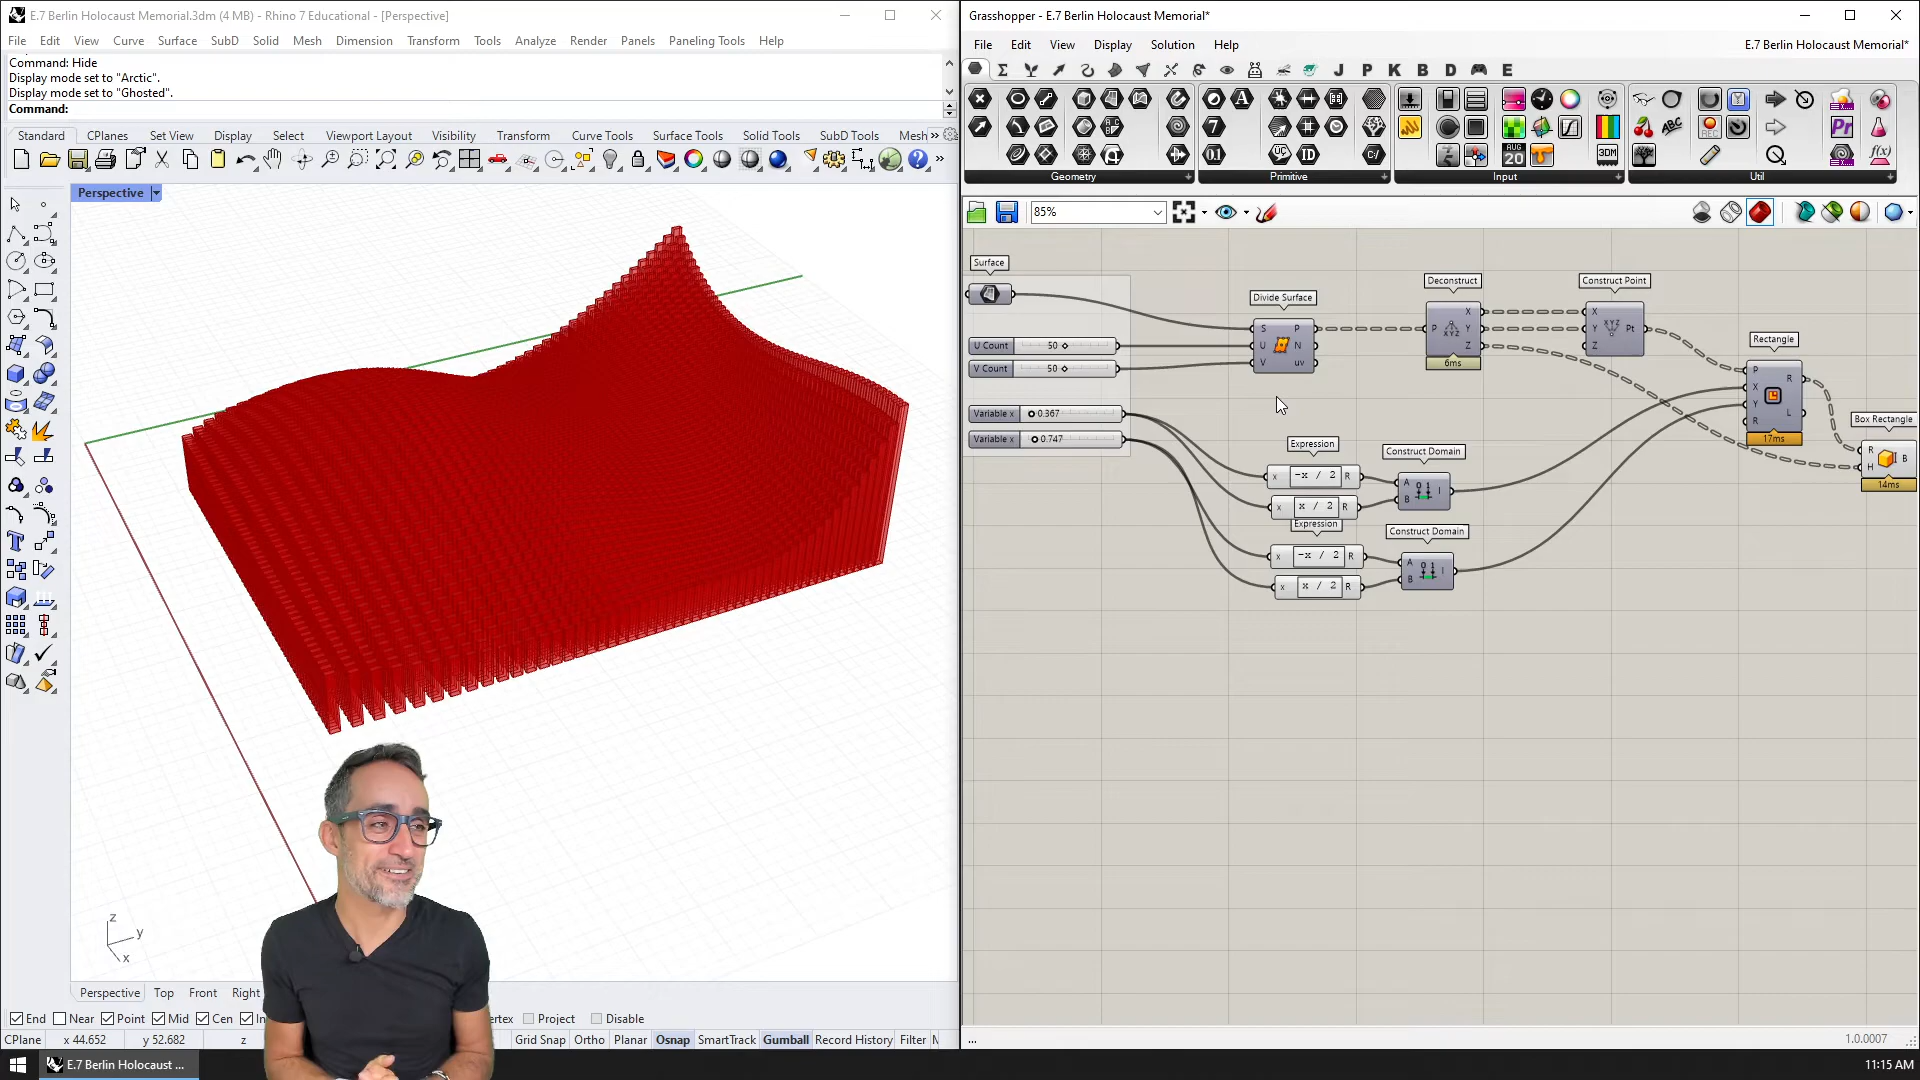 E.7 Berlin Holocaust Memorial.3dm (4 MB) - Rhino 7 Educational - [Perspective]
File Edit View Curve Surface SubD Solid Mesh Dimension Transform Tools Analyze Render Panels Paneling Tools Help
Command: Hide
Display mode set to "Arctic".
Display mode set to "Ghosted".
Command:
Standard CPlanes Set View Display Select Viewport Layout Visibility Transform Curve Tools Surface Tools Solid Tools SubD Tools Mesh »
Perspective
z
y
x
Perspective Top Front Right
End Near Point Mid Cen Project Disable
CPlane x 44.652 y 52.682 z Grid Snap Ortho Planar Osnap SmartTrack Gumball Record History Filter
E.7 Berlin Holocaust ...
Grasshopper - E.7 Berlin Holocaust Memorial*
File Edit View Display Solution Help E.7 Berlin Holocaust Memorial*
J P K B D E
Geometry Primitive Input Util
85%
Surface
U Count 50
V Count 50
Variable x 0.367
Variable x 0.747
Divide Surface
S P
U N
V uv
Deconstruct
P X Y Z
6ms
Construct Point
X Y Z Pt
Rectangle
P X Y R R L
17ms
Box Rectangle
R H B
14ms
Expression
x -x / 2 R
x x / 2 R
Construct Domain
A B I
Expression
x -x / 2 R
x x / 2 R
Construct Domain
A B I
... 1.0.0007
11:15 AM